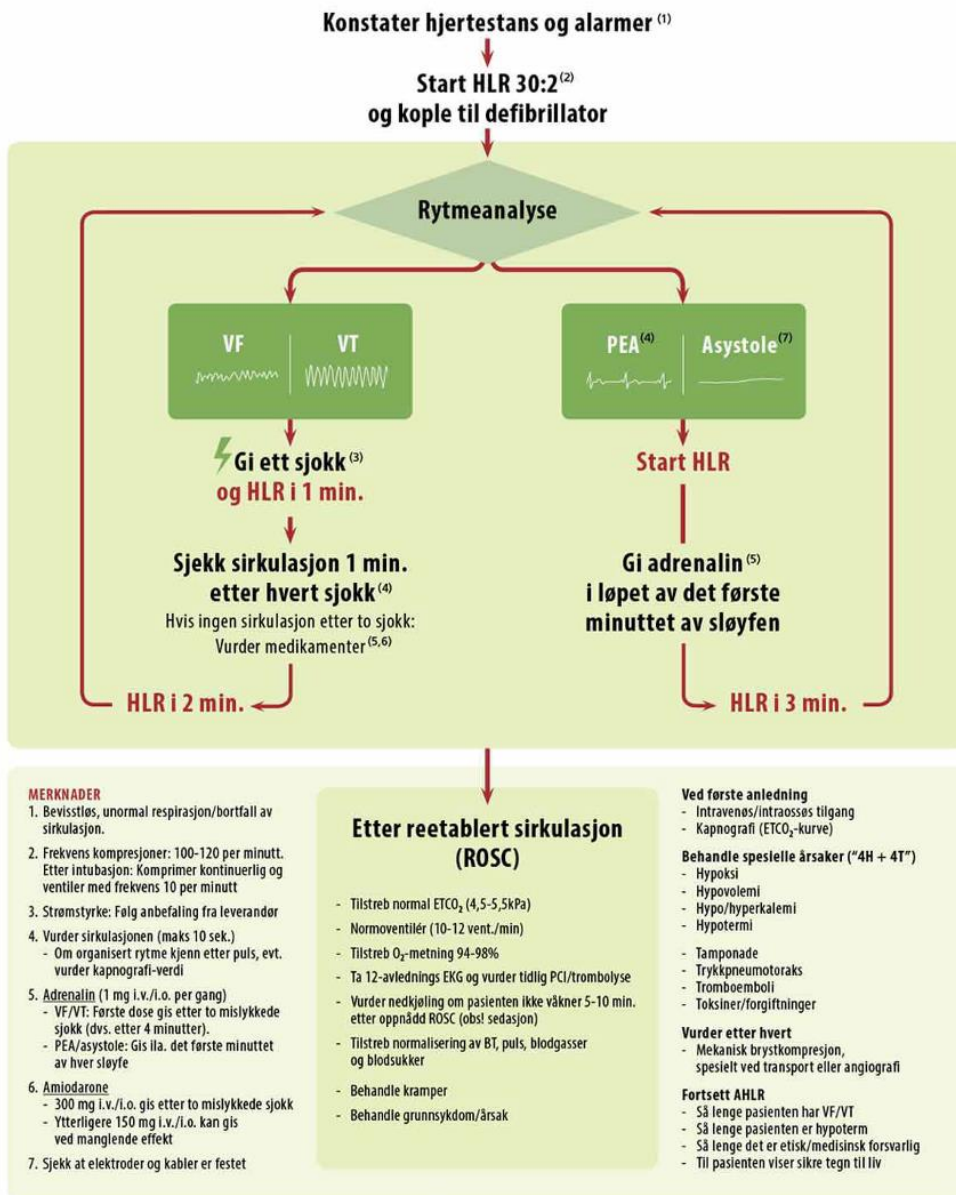 Konstater hjertestans og alarmer (1)
Start HLR 30:2 (2)
og kople til defibrillator
Rytmeanalyse
VF
VT
PEA (4)
Asystole (7)
Gi ett sjokk (3)
og HLR i 1 min.
Sjekk sirkulasjon 1 min.
etter hvert sjokk (4)
Hvis ingen sirkulasjon etter to sjokk:
Vurder medikamenter (5,6)
HLR i 2 min.
Start HLR
Gi adrenalin (5)
i løpet av det første
minuttet av sløyfen
HLR i 3 min.
MERKNADER
1. Bevisstløs, unormal respirasjon/bortfall av
sirkulasjon.
2. Frekvens kompresjoner: 100-120 per minutt.
Etter intubasjon: Komprimer kontinuerlig og
ventiler med frekvens 10 per minutt
3. Strømstyrke: Følg anbefaling fra leverandør
4. Vurder sirkulasjonen (maks 10 sek.)
- Om organisert rytme kjenn etter puls, evt.
vurder kapnografi-verdi
5. Adrenalin (1 mg i.v./i.o. per gang)
- VF/VT: Første dose gis etter to mislykkede
sjokk (dvs. etter 4 minutter).
- PEA/asystole: Gis ila. det første minuttet
av hver sløyfe
6. Amiodarone
- 300 mg i.v./i.o. gis etter to mislykkede sjokk
- Ytterligere 150 mg i.v./i.o. kan gis
ved manglende effekt
7. Sjekk at elektroder og kabler er festet
Etter reetablert sirkulasjon
(ROSC)
- Tilstreb normal ETCO₂ (4,5-5,5kPa)
- Normoventilér (10-12 vent./min)
- Tilstreb O₂-metning 94-98%
- Ta 12-avlednings EKG og vurder tidlig PCI/trombolyse
- Vurder nedkjøling om pasienten ikke våkner 5-10 min.
etter oppnådd ROSC (obs! sedasjon)
- Tilstreb normalisering av BT, puls, blodgasser
og blodsukker
- Behandle kramper
- Behandle grunnsykdom/årsak
Ved første anledning
- Intravenøs/intraossøs tilgang
- Kapnografi (ETCO₂-kurve)
Behandle spesielle årsaker ("4H + 4T")
- Hypoksi
- Hypovolemi
- Hypo/hyperkalemi
- Hypotermi
- Tamponade
- Trykkpneumotoraks
- Tromboemboli
- Toksiner/forgiftninger
Vurder etter hvert
- Mekanisk brystkompresjon,
spesielt ved transport eller angiografi
Fortsett AHLR
- Så lenge pasienten har VF/VT
- Så lenge pasienten er hypoterm
- Så lenge det er etisk/medisinsk forsvarlig
- Til pasienten viser sikre tegn til liv